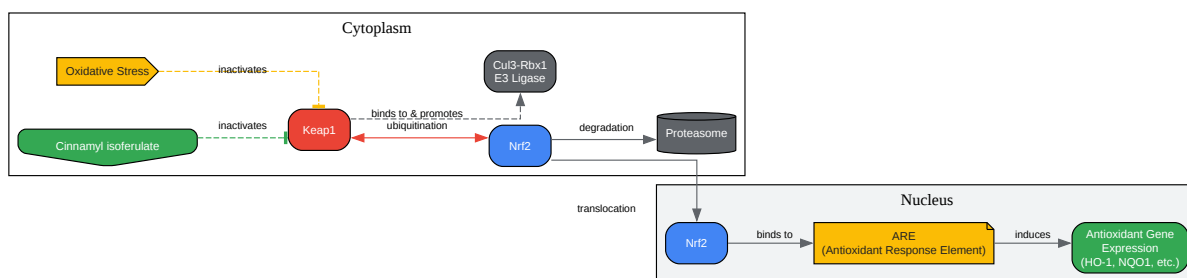 Cytoplasm
Oxidative Stress
inactivates
Cul3-Rbx1
E3 Ligase
Cinnamyl isoferulate
inactivates
Keap1
binds to & promotes
ubiquitination
Nrf2
degradation
Proteasome
translocation
Nucleus
Nrf2
binds to
ARE
(Antioxidant Response Element)
induces
Antioxidant Gene
Expression
(HO-1, NQO1, etc.)